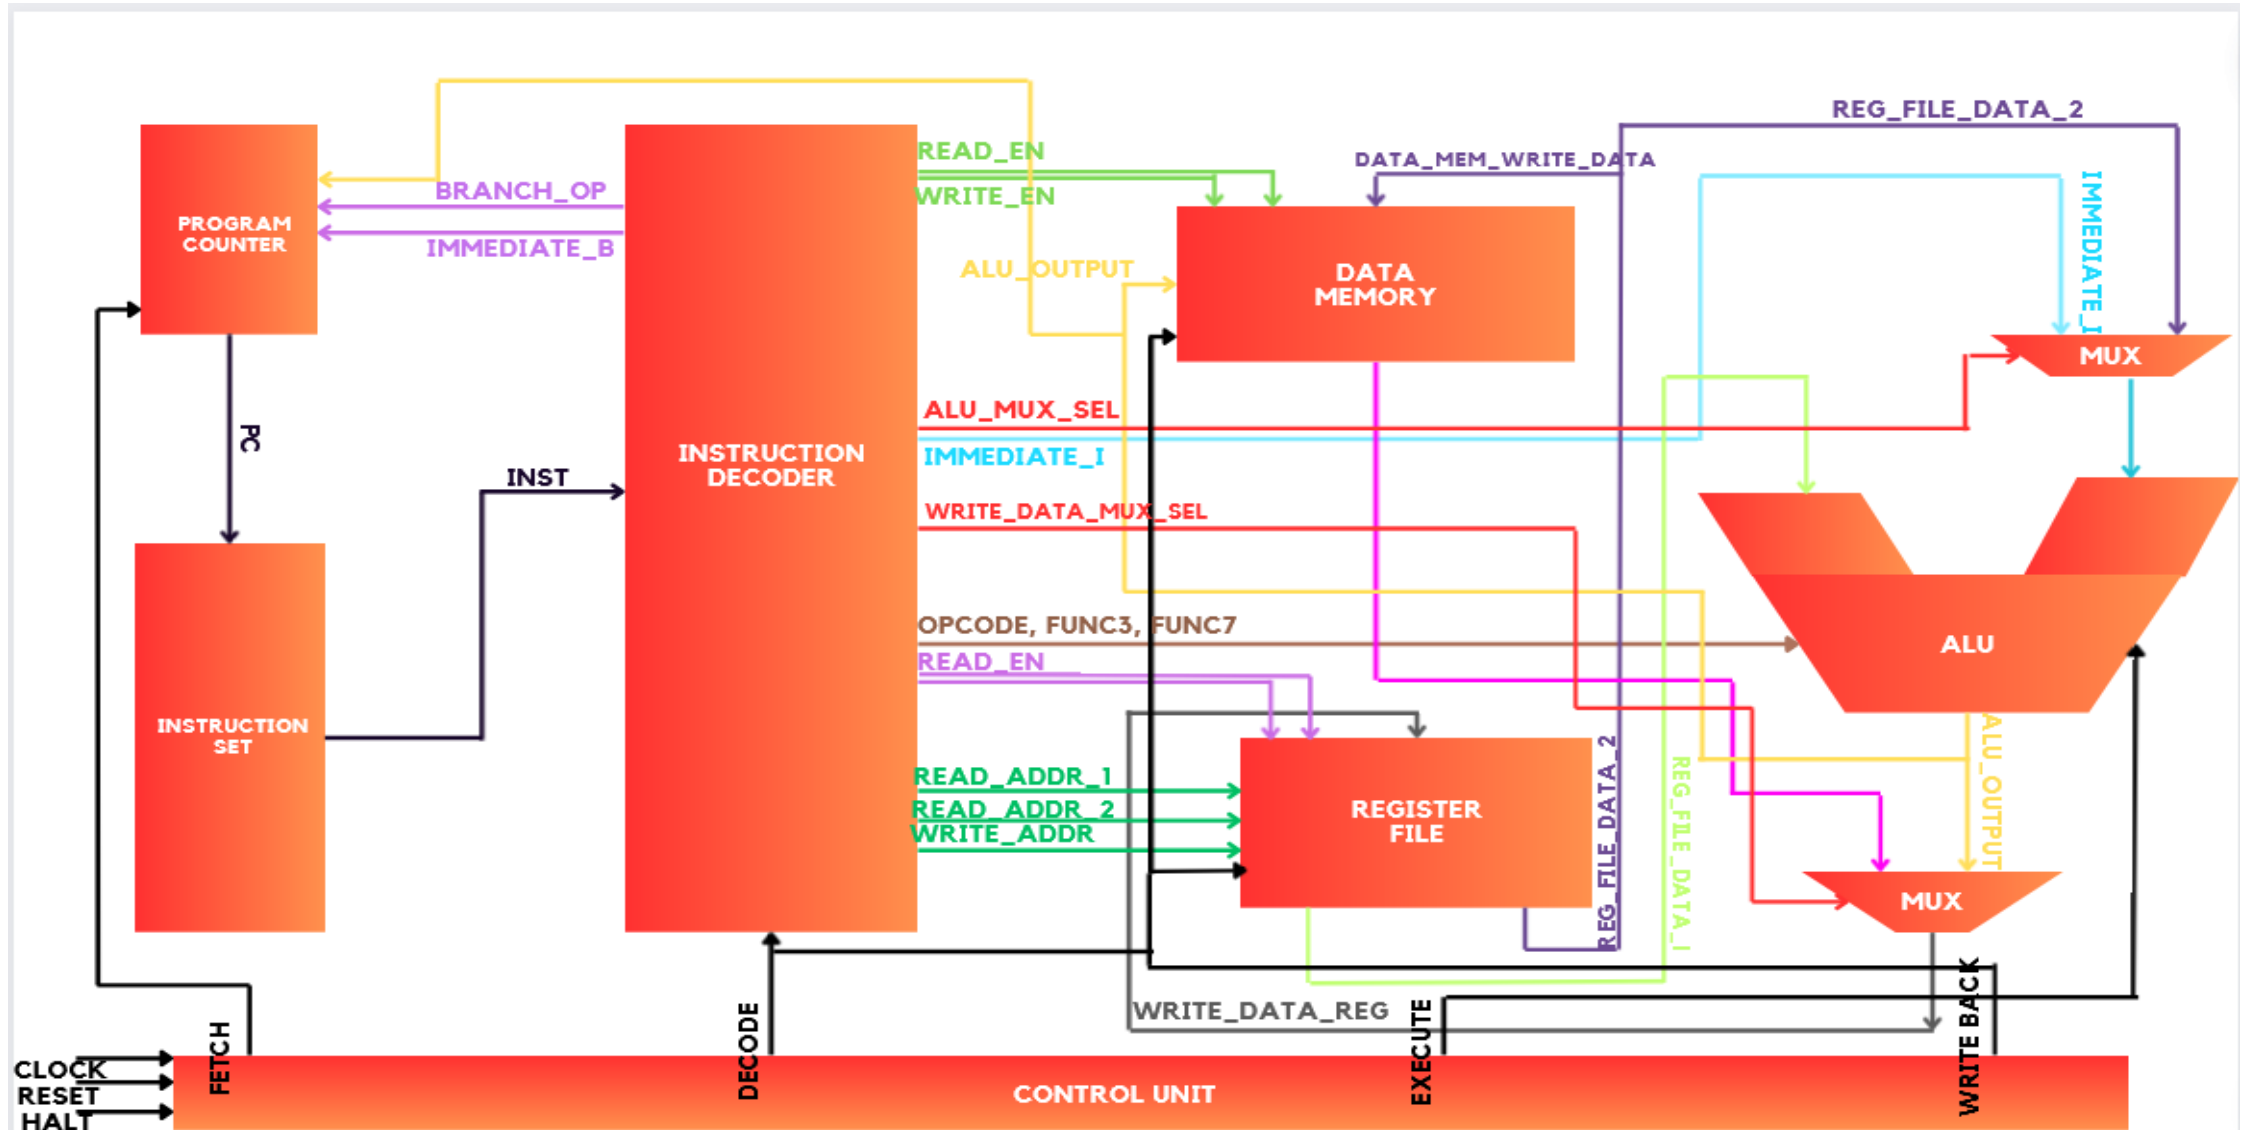 REG_FILE_DATA_2
READ_EN
DATA_MEM_WRITE_DATA
BRANCH_OP
WRITE_EN
IMMEDIATE_I
PROGRAM
COUNTER
IMMEDIATE_B
ALU_OUTPUT
DATA
MEMORY
MUX
ALU_MUX_SEL
PC
INSTRUCTION
DECODER
IMMEDIATE_I
INST
WRITE_DATA_MUX_SEL
OPCODE, FUNC3, FUNC7
ALU
READ_EN
INSTRUCTION
SET
REG_FILE_DATA_2
REG_FILE_DATA_I
ALU_OUTPUT
READ_ADDR_1
READ_ADDR_2
WRITE_ADDR
REGISTER
FILE
MUX
WRITE_DATA_REG
FETCH
DECODE
EXECUTE
WRITE BACK
CLOCK
RESET
HALT
CONTROL UNIT